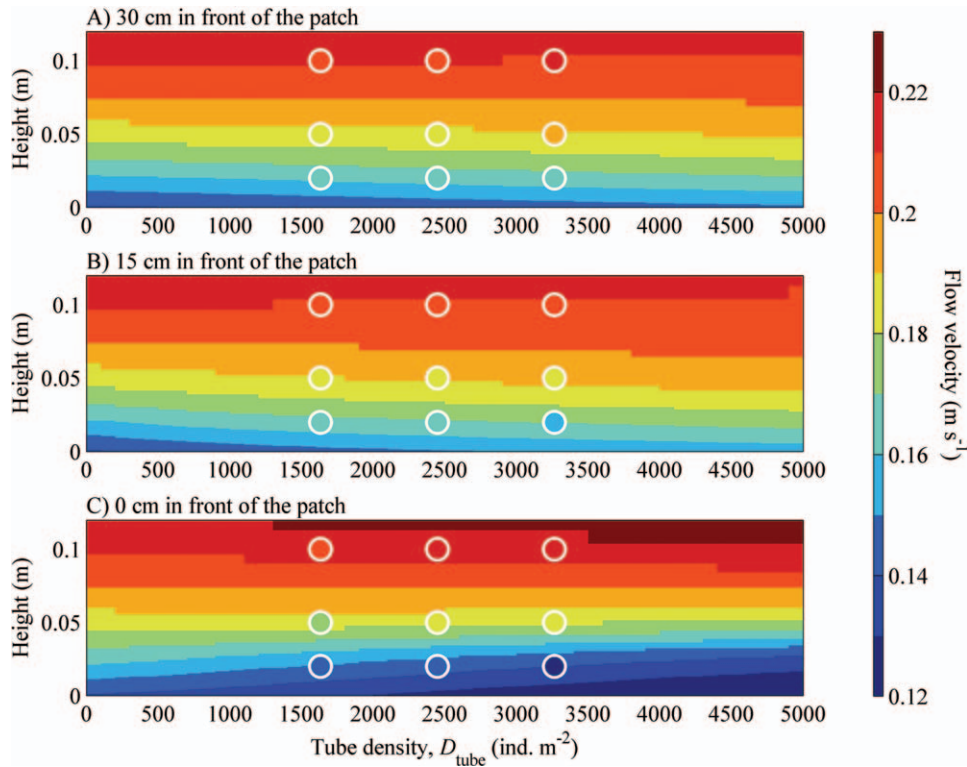 A) 30 cm in front of the patch
Height (m)
0.1
0.05
0
0 500 1000 1500 2000 2500 3000 3500 4000 4500 5000
B) 15 cm in front of the patch
Height (m)
0.1
0.05
0
0 500 1000 1500 2000 2500 3000 3500 4000 4500 5000
C) 0 cm in front of the patch
Height (m)
0.1
0.05
0
0 500 1000 1500 2000 2500 3000 3500 4000 4500 5000
Tube density, D_tube (ind. m⁻²)
0.22
0.2
0.18
0.16
0.14
0.12
Flow velocity (m s⁻¹)